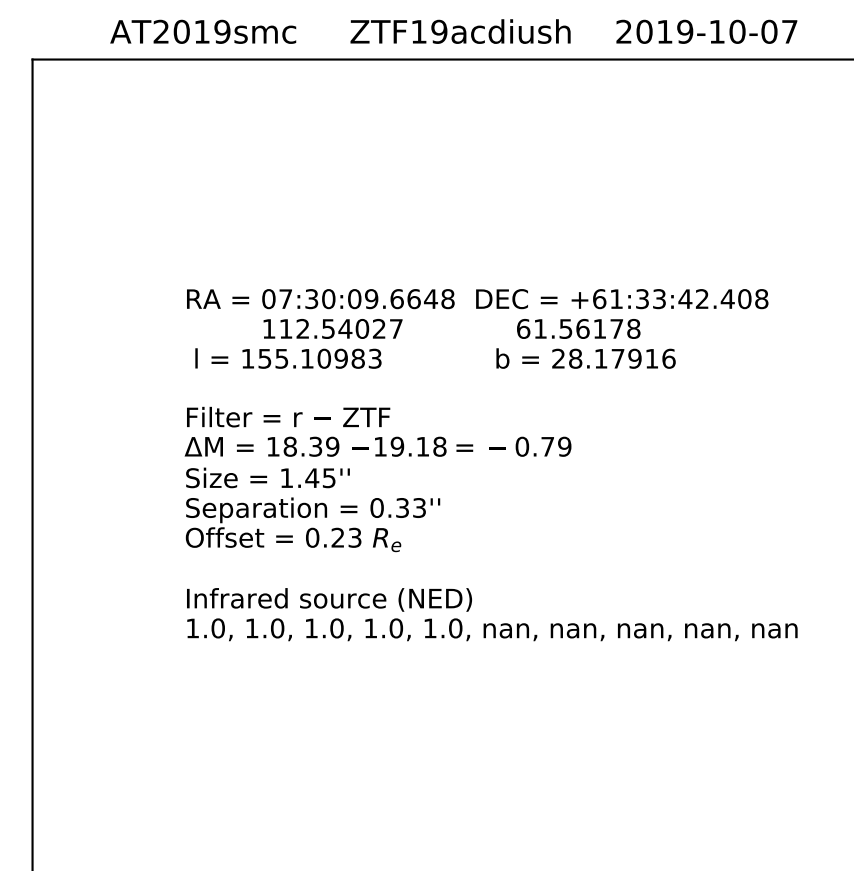 AT2019smc ZTF19acdiush 2019-10-07
RA = 07:30:09.6648 DEC = +61:33:42.408
112.54027 61.56178
l = 155.10983 b = 28.17916
Filter = r − ZTF
ΔM = 18.39 −19.18 = − 0.79
Size = 1.45''
Separation = 0.33''
Offset = 0.23 Re
Infrared source (NED)
1.0, 1.0, 1.0, 1.0, 1.0, nan, nan, nan, nan, nan